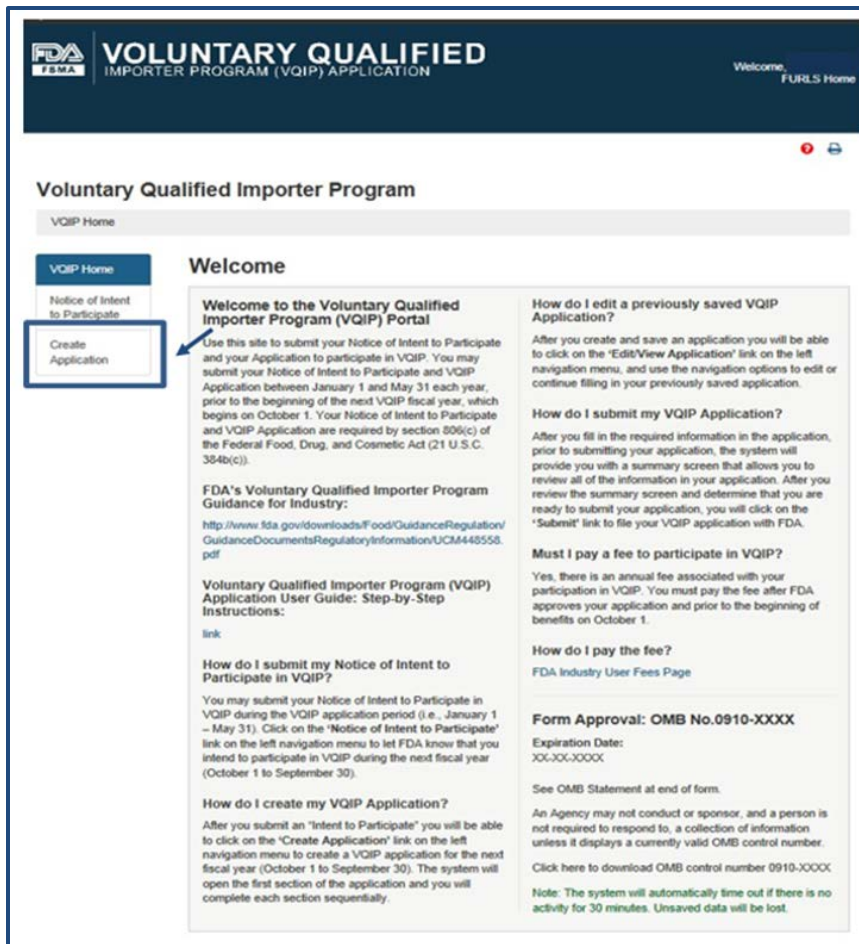 FDA
FSMA
VOLUNTARY QUALIFIED
IMPORTER PROGRAM (VQIP) APPLICATION
Welcome,
FURLS Home
Voluntary Qualified Importer Program
VQIP Home
VQIP Home
Notice of Intent
to Participate
Create
Application
Welcome
Welcome to the Voluntary Qualified
Importer Program (VQIP) Portal
Use this site to submit your Notice of Intent to Participate
and your Application to participate in VQIP. You may
submit your Notice of Intent to Participate and VQIP
Application between January 1 and May 31 each year,
prior to the beginning of the next VQIP fiscal year, which
begins on October 1. Your Notice of Intent to Participate
and VQIP Application are required by section 806(c) of
the Federal Food, Drug, and Cosmetic Act (21 U.S.C.
384b(c)).
FDA's Voluntary Qualified Importer Program
Guidance for Industry:
http://www.fda.gov/downloads/Food/GuidanceRegulation/
GuidanceDocumentsRegulatoryInformation/UCM448558.
pdf
Voluntary Qualified Importer Program (VQIP)
Application User Guide: Step-by-Step
Instructions:
link
How do I submit my Notice of Intent to
Participate in VQIP?
You may submit your Notice of Intent to Participate in
VQIP during the VQIP application period (i.e., January 1
– May 31). Click on the 'Notice of Intent to Participate'
link on the left navigation menu to let FDA know that you
intend to participate in VQIP during the next fiscal year
(October 1 to September 30).
How do I create my VQIP Application?
After you submit an "Intent to Participate" you will be able
to click on the 'Create Application' link on the left
navigation menu to create a VQIP application for the next
fiscal year (October 1 to September 30). The system will
open the first section of the application and you will
complete each section sequentially.
How do I edit a previously saved VQIP
Application?
After you create and save an application you will be able
to click on the 'Edit/View Application' link on the left
navigation menu, and use the navigation options to edit or
continue filling in your previously saved application.
How do I submit my VQIP Application?
After you fill in the required information in the application,
prior to submitting your application, the system will
provide you with a summary screen that allows you to
review all of the information in your application. After you
review the summary screen and determine that you are
ready to submit your application, you will click on the
'Submit' link to file your VQIP application with FDA.
Must I pay a fee to participate in VQIP?
Yes, there is an annual fee associated with your
participation in VQIP. You must pay the fee after FDA
approves your application and prior to the beginning of
benefits on October 1.
How do I pay the fee?
FDA Industry User Fees Page
Form Approval: OMB No.0910-XXXX
Expiration Date:
XX-XX-XXXX
See OMB Statement at end of form.
An Agency may not conduct or sponsor, and a person is
not required to respond to, a collection of information
unless it displays a currently valid OMB control number.
Click here to download OMB control number 0910-XXXX
Note: The system will automatically time out if there is no
activity for 30 minutes. Unsaved data will be lost.